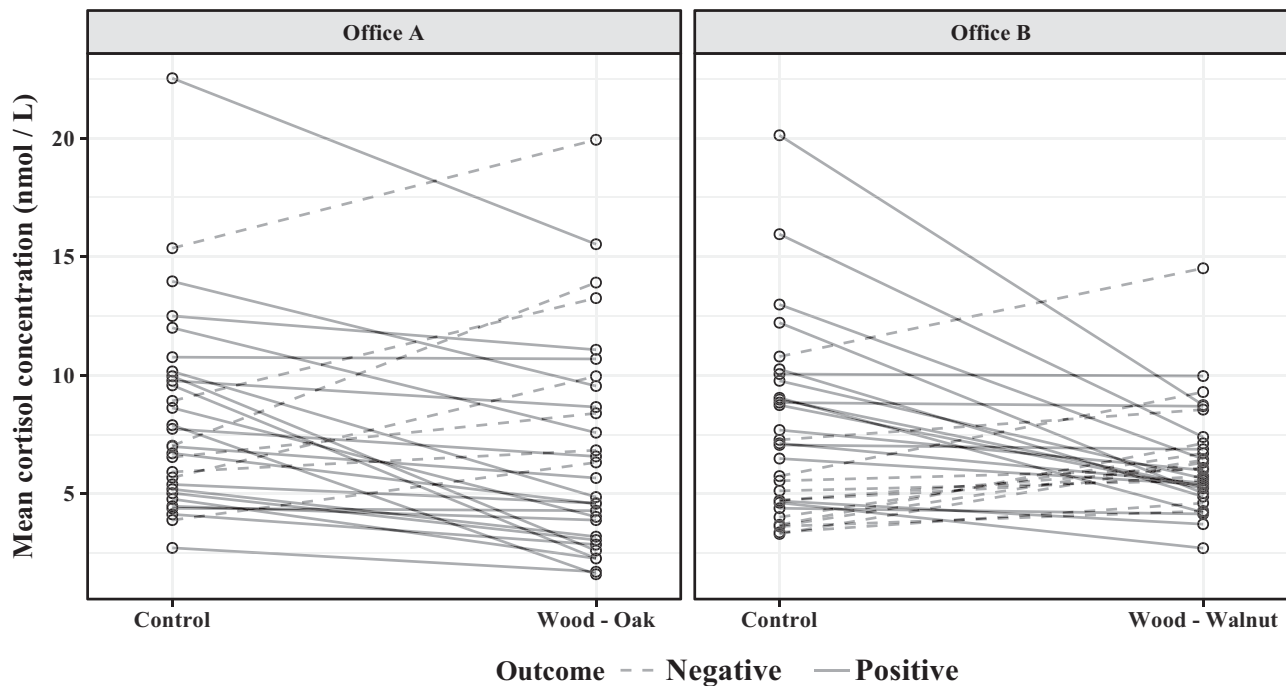 Office A
Office B
Mean cortisol concentration (nmol / L)
20
15
10
5
Control
Wood - Oak
Control
Wood - Walnut
Outcome Negative Positive